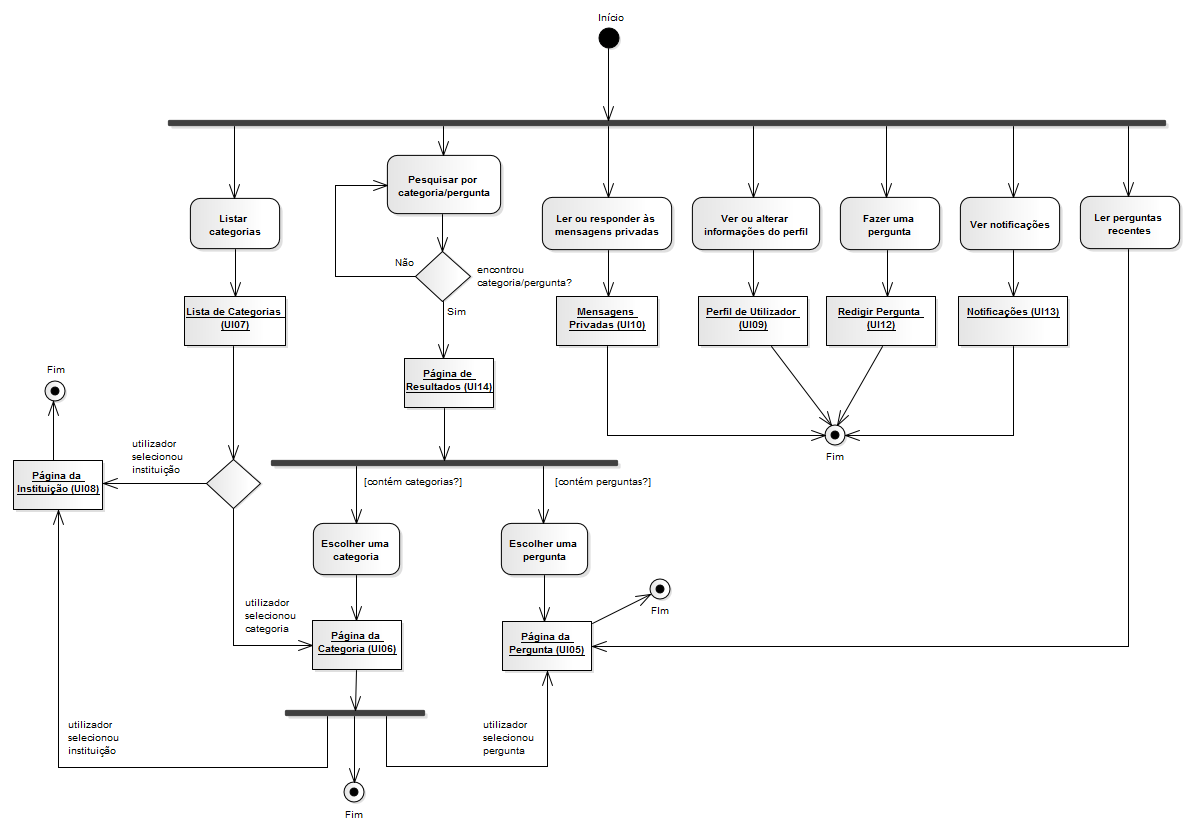 Início
Pesquisar por
categoria/pergunta
Listar
categorias
Ler ou responder às
mensagens privadas
Ver ou alterar
informações do perfil
Fazer uma
pergunta
Ver notificações
Ler perguntas
recentes
Não
encontrou
categoria/pergunta?
Sim
Lista de Categorias
(UI07)
Mensagens
Privadas (UI10)
Perfil de Utilizador
(UI09)
Redigir Pergunta
(UI12)
Notificações (UI13)
Página de
Resultados (UI14)
Fim
Fim
utilizador
selecionou
instituição
Página da
Instituição (UI08)
[contém categorias?]
[contém perguntas?]
Escolher uma
categoria
Escolher uma
pergunta
utilizador
selecionou
categoria
FIm
Página da
Categoria (UI06)
Página da
Pergunta (UI05)
utilizador
selecionou
instituição
utilizador
selecionou
pergunta
Fim